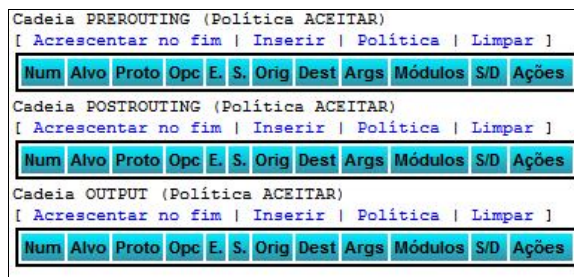 Cadeia PREROUTING (Política ACEITAR)
[ Acrescentar no fim | Inserir | Política | Limpar ]
Num Alvo Proto Opc E. S. Orig Dest Args Módulos S/D Ações
Cadeia POSTROUTING (Política ACEITAR)
[ Acrescentar no fim | Inserir | Política | Limpar ]
Num Alvo Proto Opc E. S. Orig Dest Args Módulos S/D Ações
Cadeia OUTPUT (Política ACEITAR)
[ Acrescentar no fim | Inserir | Política | Limpar ]
Num Alvo Proto Opc E. S. Orig Dest Args Módulos S/D Ações